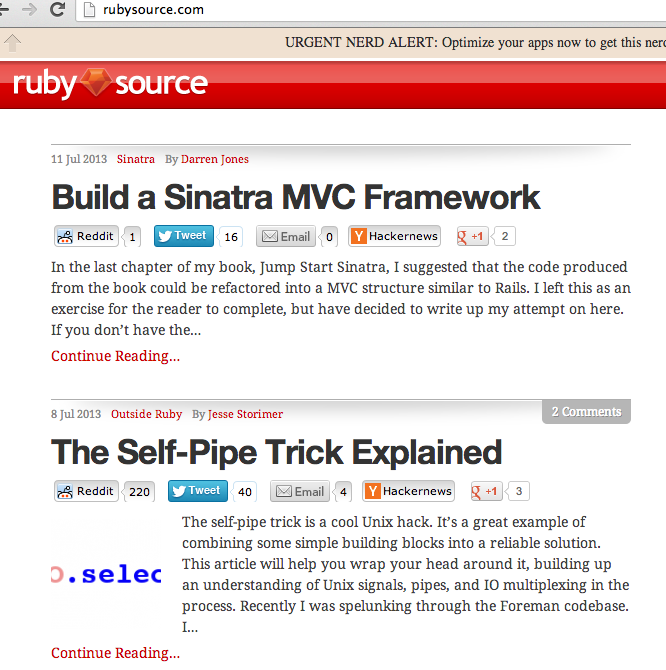 rubysource.com
URGENT NERD ALERT: Optimize your apps now to get this nerd
ruby source
11 Jul 2013 Sinatra By Darren Jones
Build a Sinatra MVC Framework
Reddit 1 Tweet 16 Email 0 Y Hackernews g +1 2
In the last chapter of my book, Jump Start Sinatra, I suggested that the code produced
from the book could be refactored into a MVC structure similar to Rails. I left this as an
exercise for the reader to complete, but have decided to write up my attempt on here.
If you don’t have the...
Continue Reading...
8 Jul 2013 Outside Ruby By Jesse Storimer 2 Comments
The Self-Pipe Trick Explained
Reddit 220 Tweet 40 Email 4 Y Hackernews g +1 3
The self-pipe trick is a cool Unix hack. It’s a great example of
combining some simple building blocks into a reliable solution.
This article will help you wrap your head around it, building up
an understanding of Unix signals, pipes, and IO multiplexing in the
process. Recently I was spelunking through the Foreman codebase.
I...
o.selec
Continue Reading...